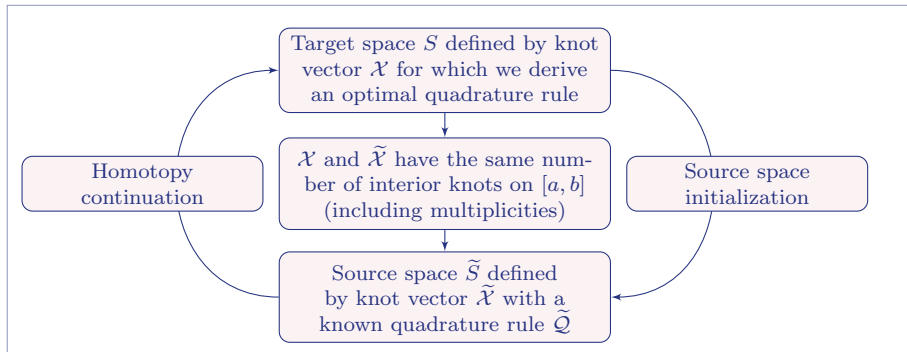 Target space S defined by knot
vector 𝒳 for which we derive
an optimal quadrature rule
Homotopy
continuation
𝒳 and 𝒳̃ have the same num-
ber of interior knots on [a, b]
(including multiplicities)
Source space
initialization
Source space S̃ defined
by knot vector 𝒳̃ with a
known quadrature rule 𝒬̃